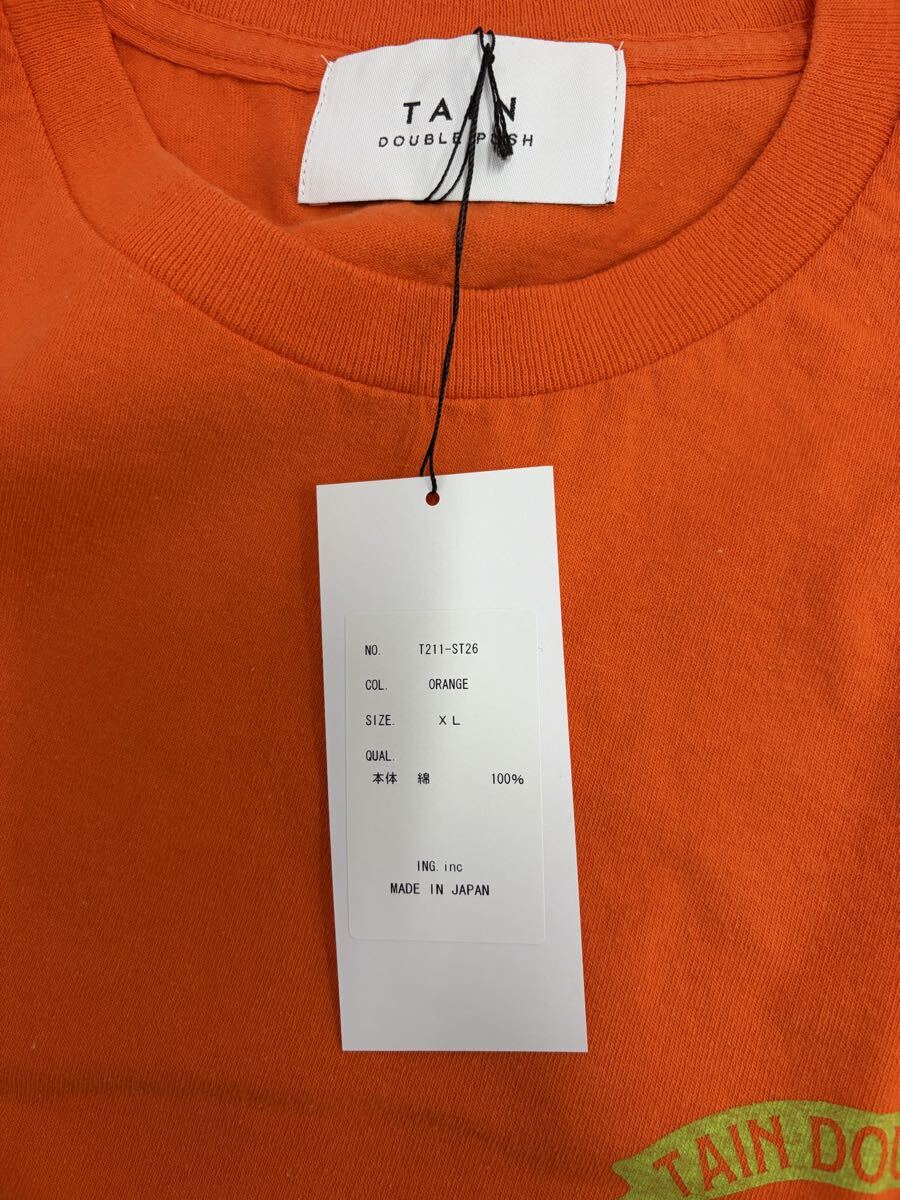 TAIN
DOUBLE PUSH
NO. T211-ST26
COL. ORANGE
SIZE. XL
QUAL.
本体 綿 100%
ING. inc
MADE IN JAPAN
TAIN DOU